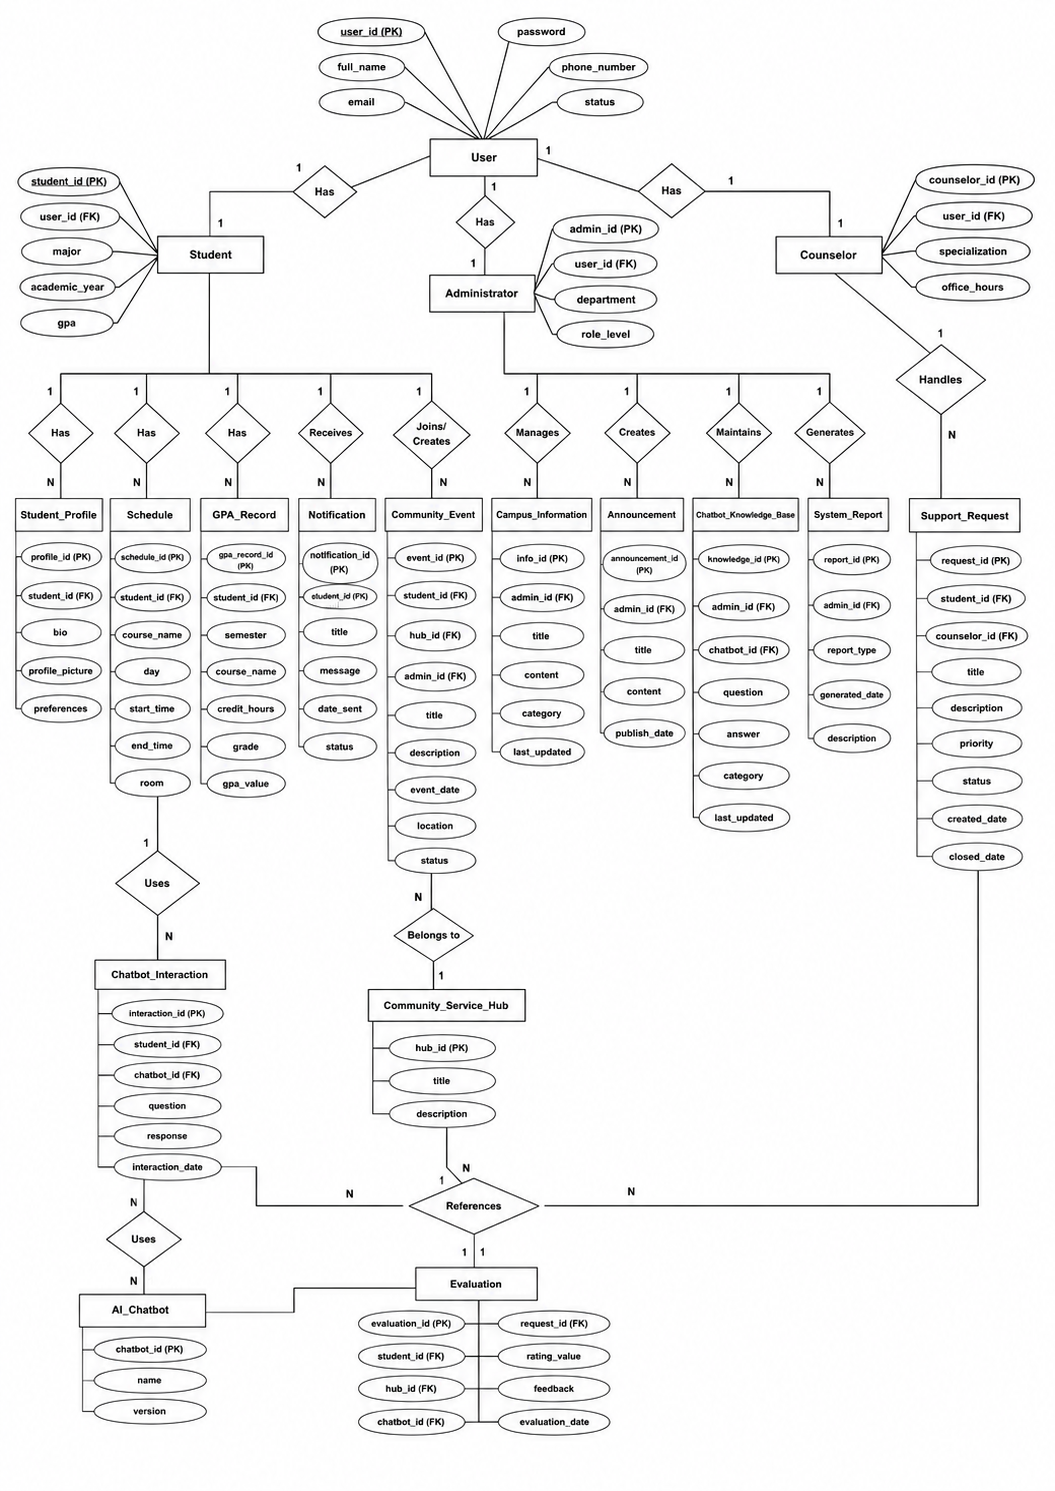 user_id (PK)
password
full_name
phone_number
email
status
User
1
1
1
Has
Has
1
Has
1
student_id (PK)
user_id (FK)
major
academic_year
gpa
1
Student
counselor_id (PK)
user_id (FK)
specialization
office_hours
1
Counselor
1
Administrator
admin_id (PK)
user_id (FK)
department
role_level
1
Handles
N
1
1
1
1
1
1
1
1
1
Has
Has
Has
Receives
Joins/
Creates
Manages
Creates
Maintains
Generates
N
N
N
N
N
N
N
N
N
Student_Profile
profile_id (PK)
student_id (FK)
bio
profile_picture
preferences
Schedule
schedule_id (PK)
student_id (FK)
course_name
day
start_time
end_time
room
GPA_Record
gpa_record_id
(PK)
student_id (FK)
semester
course_name
credit_hours
grade
gpa_value
Notification
notification_id
(PK)
student_id (PK)
title
message
date_sent
status
Community_Event
event_id (PK)
student_id (FK)
hub_id (FK)
admin_id (FK)
title
description
event_date
location
status
Campus_Information
info_id (PK)
admin_id (FK)
title
content
category
last_updated
Announcement
announcement_id
(PK)
admin_id (FK)
title
content
publish_date
Chatbot_Knowledge_Base
knowledge_id (PK)
admin_id (FK)
chatbot_id (FK)
question
answer
category
last_updated
System_Report
report_id (PK)
admin_id (FK)
report_type
generated_date
description
Support_Request
request_id (PK)
student_id (FK)
counselor_id (FK)
title
description
priority
status
created_date
closed_date
1
Uses
N
Chatbot_Interaction
interaction_id (PK)
student_id (FK)
chatbot_id (FK)
question
response
interaction_date
N
Belongs to
1
Community_Service_Hub
hub_id (PK)
title
description
N
1
N
N
References
1
1
N
Uses
N
AI_Chatbot
chatbot_id (PK)
name
version
Evaluation
evaluation_id (PK)
request_id (FK)
student_id (FK)
rating_value
hub_id (FK)
feedback
chatbot_id (FK)
evaluation_date